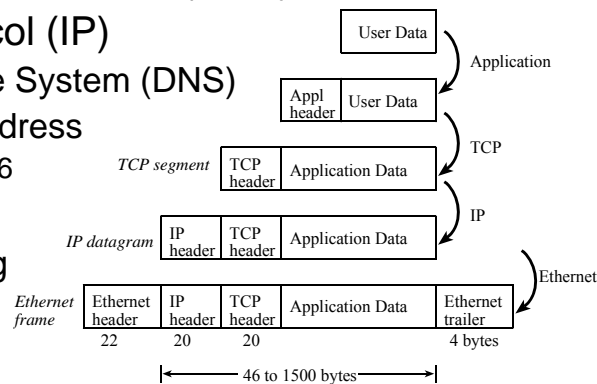 col (IP)
e System (DNS)
dress
6
g
User Data
Application
Appl header
User Data
TCP
TCP segment
TCP header
Application Data
IP
IP datagram
IP header
TCP header
Application Data
Ethernet
Ethernet frame
Ethernet header
IP header
TCP header
Application Data
Ethernet trailer
22
20
20
4 bytes
46 to 1500 bytes